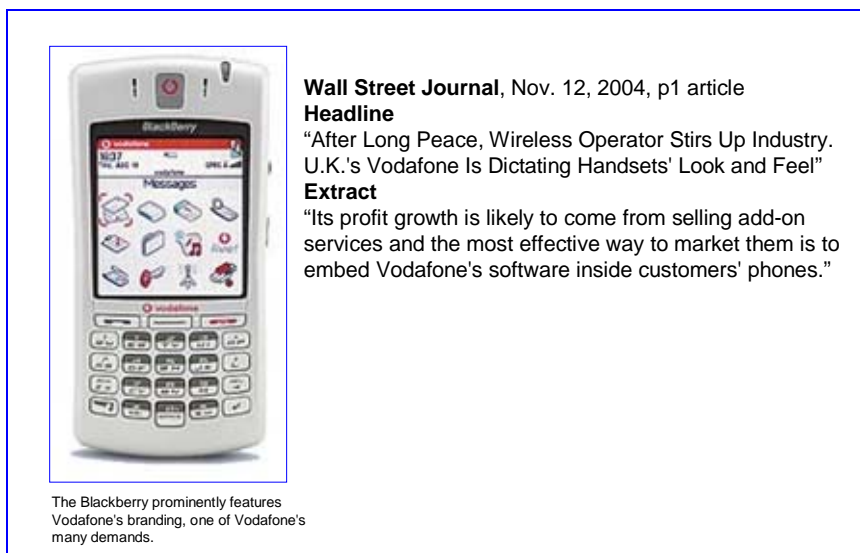 BlackBerry
vodafone
16:37
vodafone
Messages
vodafone
Wall Street Journal, Nov. 12, 2004, p1 article
Headline
“After Long Peace, Wireless Operator Stirs Up Industry.
U.K.'s Vodafone Is Dictating Handsets' Look and Feel”
Extract
“Its profit growth is likely to come from selling add-on
services and the most effective way to market them is to
embed Vodafone's software inside customers' phones.”
The Blackberry prominently features
Vodafone's branding, one of Vodafone's
many demands.